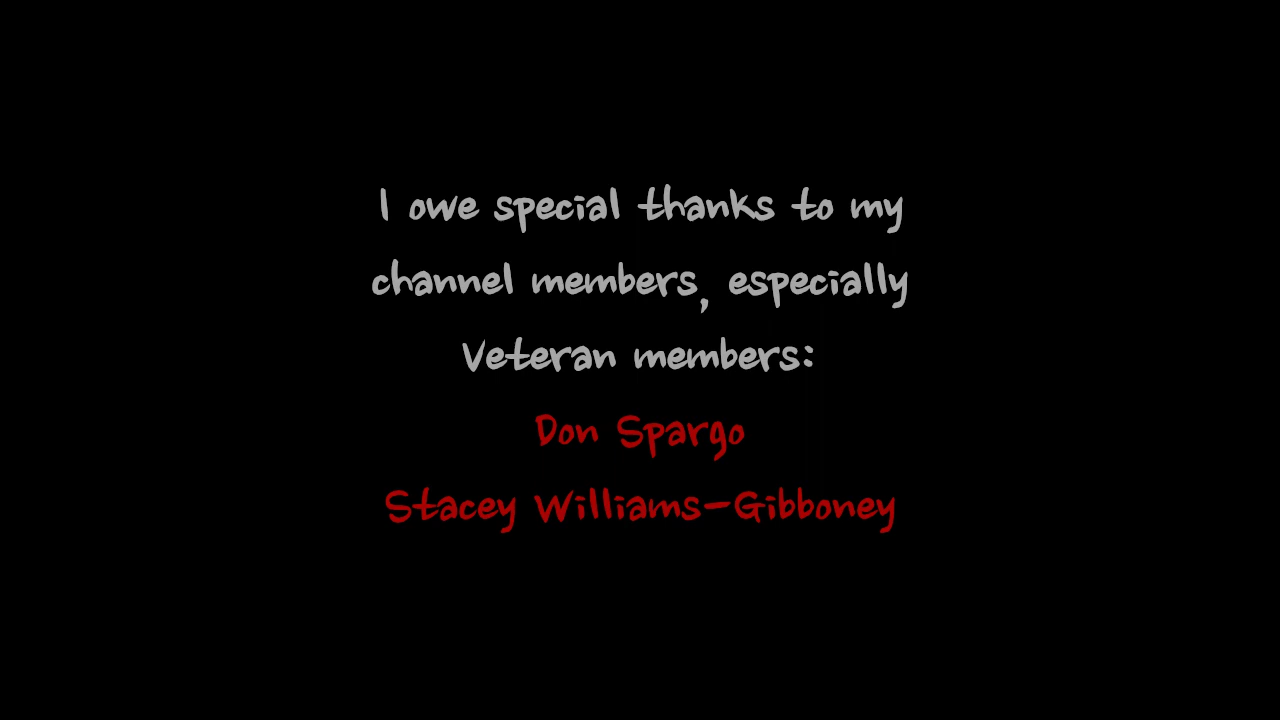 I owe special thanks to my
channel members, especially
Veteran members:
Don Spargo
Stacey Williams-Gibboney